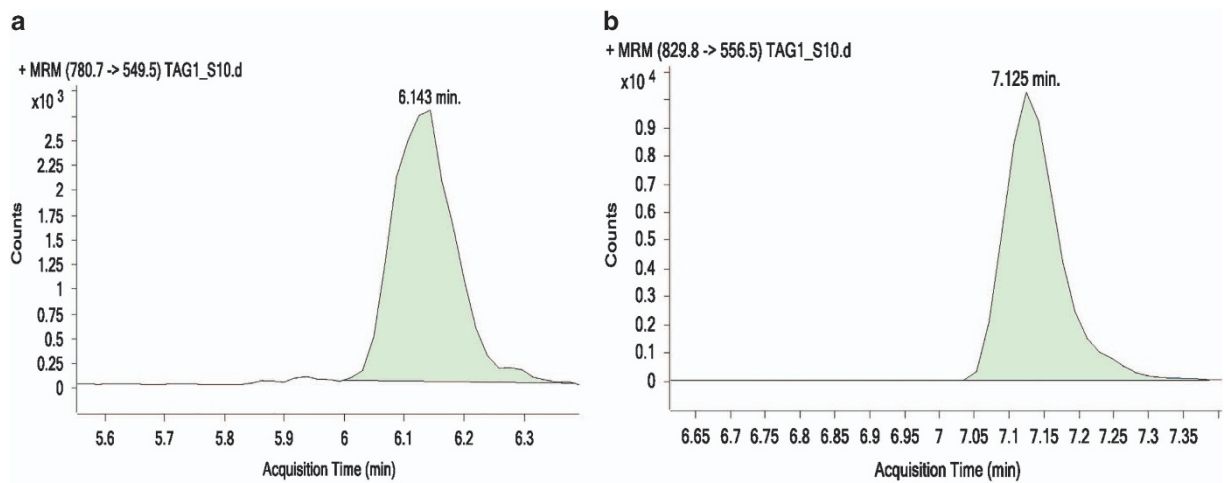 a
+ MRM (780.7 -> 549.5) TAG1_S10.d
x10 3
6.143 min.
2.5
2.25
2
1.75
1.5
1.25
1
0.75
0.5
0.25
0
Counts
5.6 5.7 5.8 5.9 6 6.1 6.2 6.3
Acquisition Time (min)
b
+ MRM (829.8 -> 556.5) TAG1_S10.d
x10 4
7.125 min.
0.9
0.8
0.7
0.6
0.5
0.4
0.3
0.2
0.1
0
Counts
6.65 6.7 6.75 6.8 6.85 6.9 6.95 7 7.05 7.1 7.15 7.2 7.25 7.3 7.35
Acquisition Time (min)